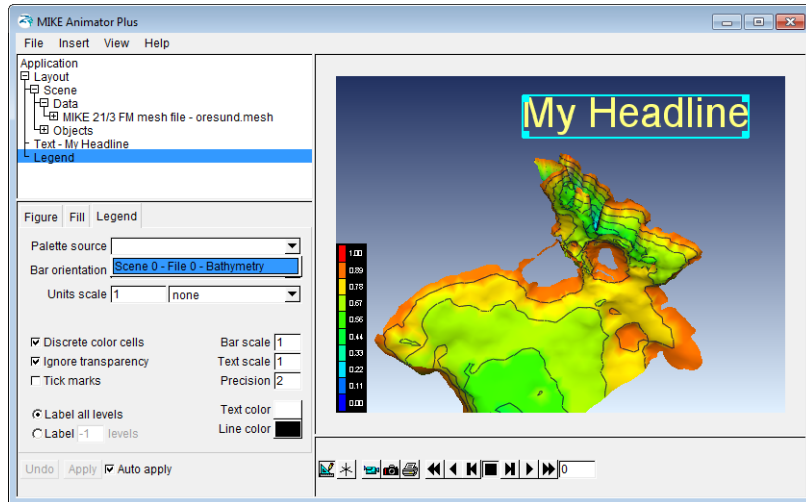 MIKE Animator Plus
File Insert View Help
Application
Layout
Scene
Data
MIKE 21/3 FM mesh file - oresund.mesh
Objects
Text - My Headline
Legend
Figure Fill Legend
Palette source
Scene 0 - File 0 - Bathymetry
Bar orientation
Units scale 1 none
Discrete color cells Bar scale 1
Ignore transparency Text scale 1
Tick marks Precision 2
Label all levels Text color
Label -1 levels Line color
Undo Apply Auto apply
My Headline
1.00
0.89
0.78
0.67
0.56
0.44
0.33
0.22
0.11
0.00
0